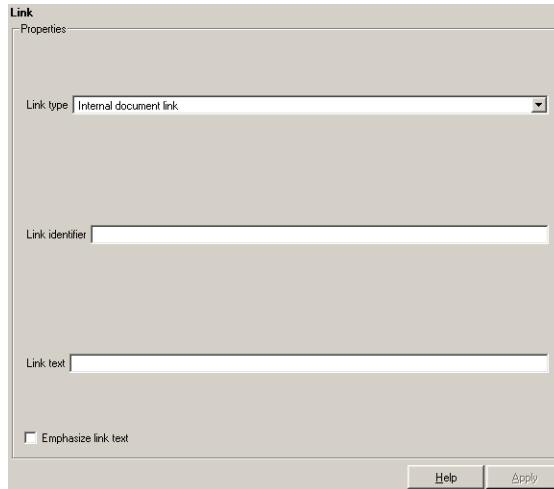 Link
Properties
Link type Internal document link
Link identifier
Link text
Emphasize link text
Help Apply